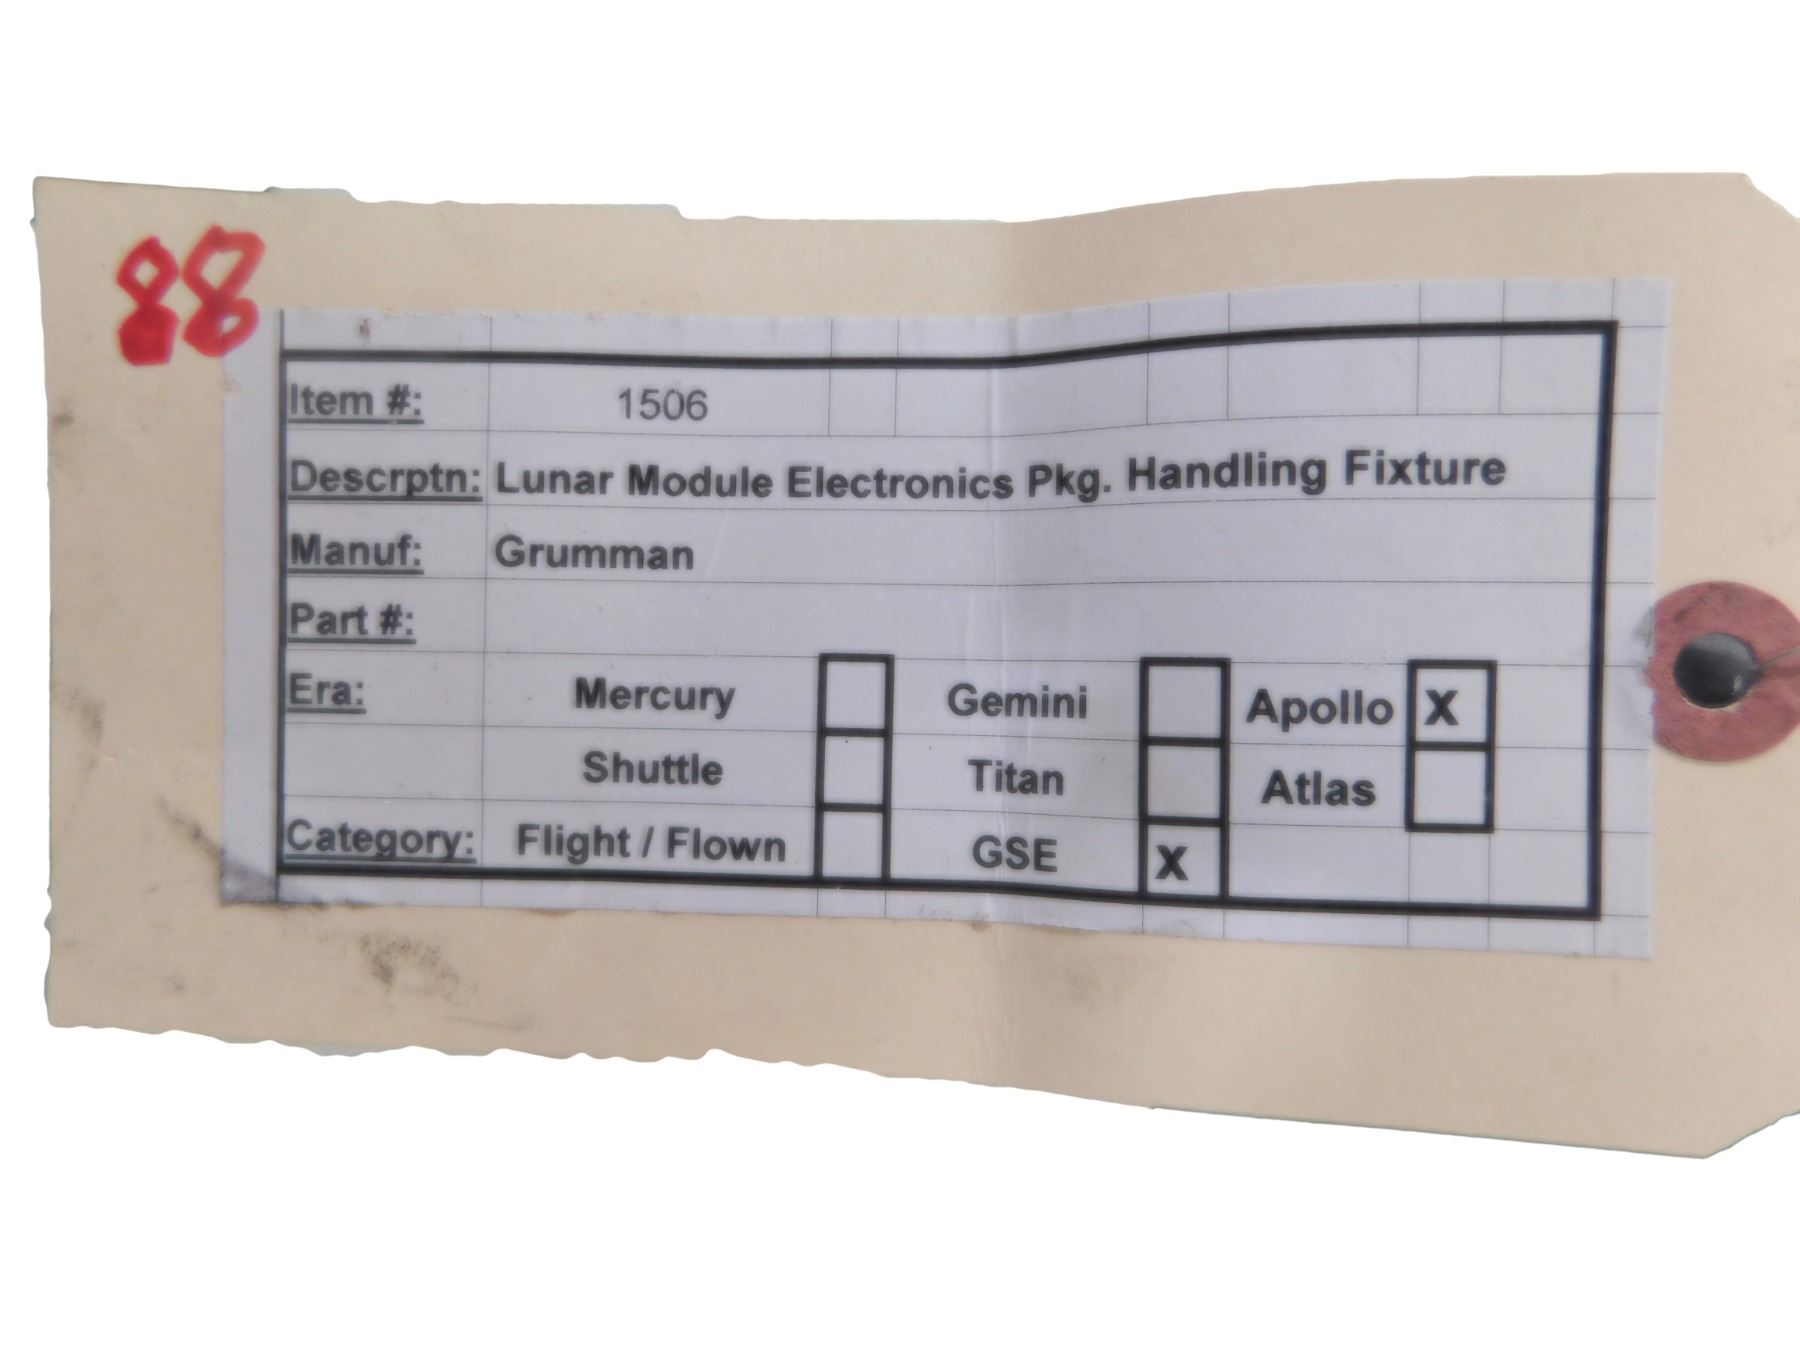 88
Item #: 1506
Descrptn: Lunar Module Electronics Pkg. Handling Fixture
Manuf: Grumman
Part #:
Era: Mercury Gemini Apollo X
Shuttle Titan Atlas
Category: Flight / Flown GSE X